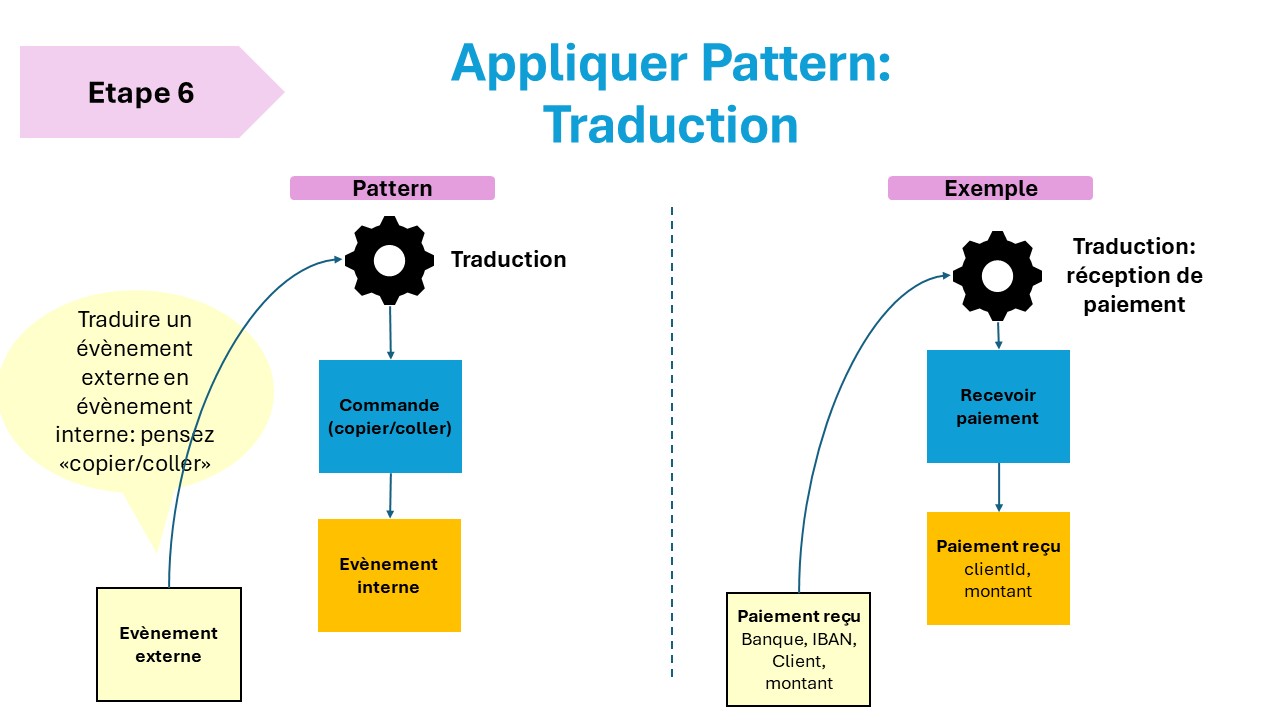 Etape 6
Appliquer Pattern:
Traduction
Pattern
Traduction
Traduire un
évènement
externe en
évènement
interne: pensez
«copier/coller»
Commande
(copier/coller)
Evènement
interne
Evènement
externe
Exemple
Traduction:
réception de
paiement
Recevoir
paiement
Paiement reçu
clientId,
montant
Paiement reçu
Banque, IBAN,
Client,
montant